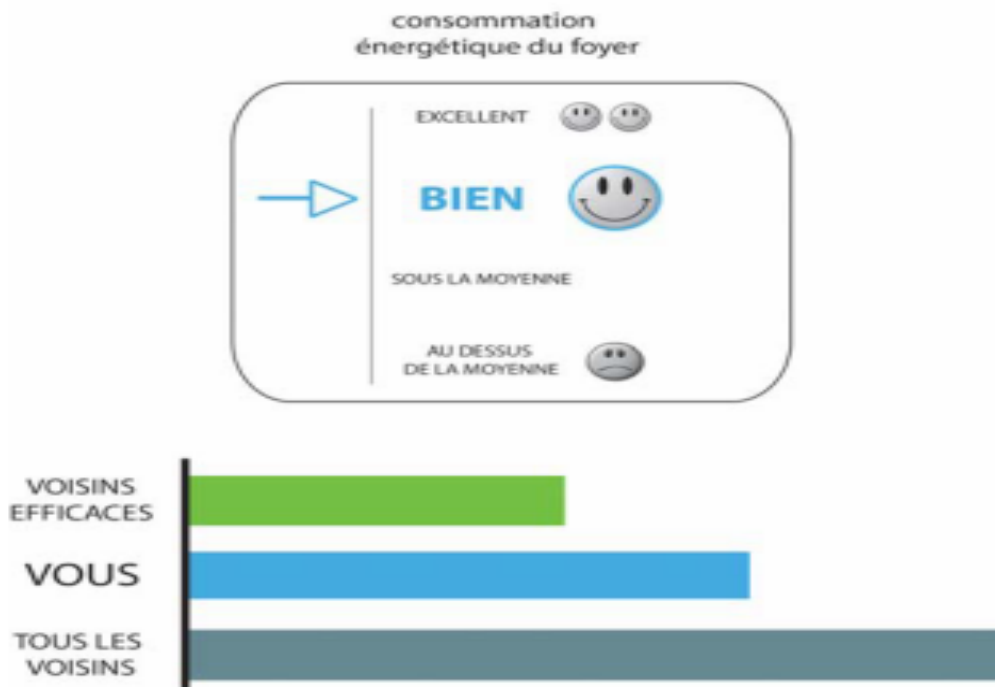 consommation
énergétique du foyer
EXCELLENT
BIEN
SOUS LA MOYENNE
AU DESSUS
DE LA MOYENNE
VOISINS
EFFICACES
VOUS
TOUS LES
VOISINS